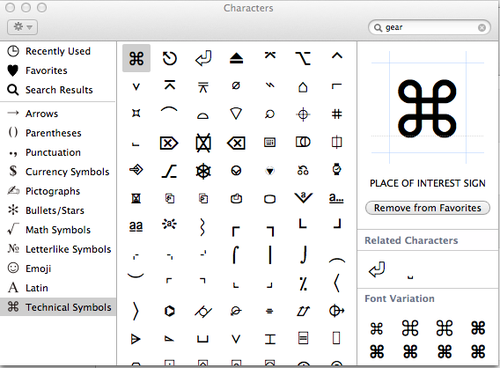 Characters
gear
Recently Used
Favorites
Search Results
Arrows
Parentheses
Punctuation
Currency Symbols
Pictographs
Bullets/Stars
Math Symbols
Letterlike Symbols
Emoji
Latin
Technical Symbols
PLACE OF INTEREST SIGN
Remove from Favorites
Related Characters
Font Variation